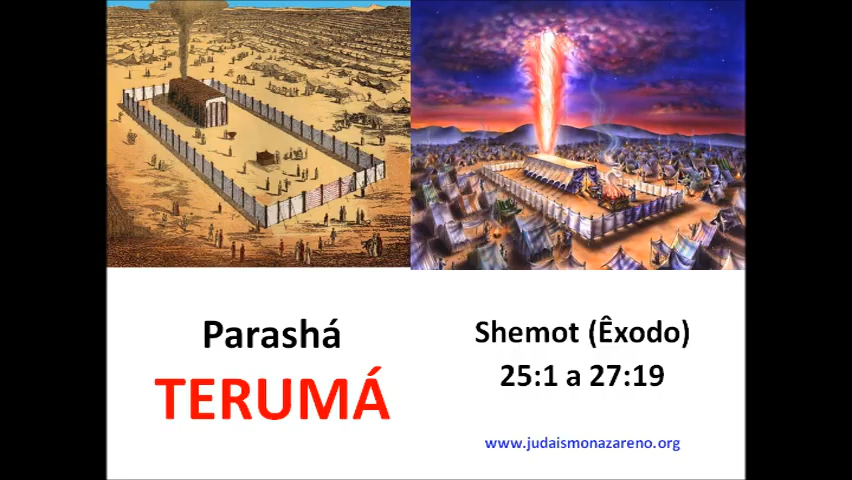 Parashá
TERUMÁ
Shemot (Êxodo)
25:1 a 27:19
www.judaismonazareno.org